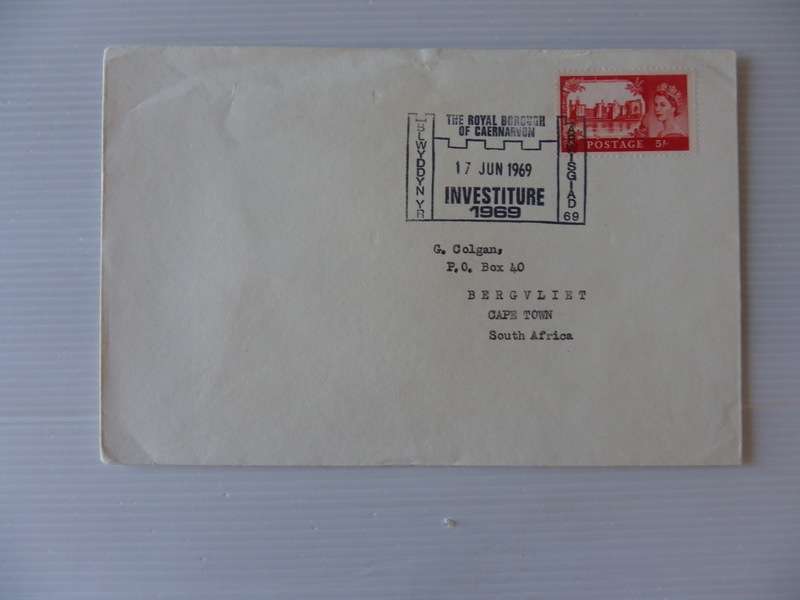 THE ROYAL BOROUGH
OF CAERNARVON
BLWYDDYN YR
17 JUN 1969
INVESTITURE
1969
ARWISGIAD
69
POSTAGE 5/-
G. Colgan,
P.O. Box 40
BERGVLIET
CAPE TOWN
South Africa